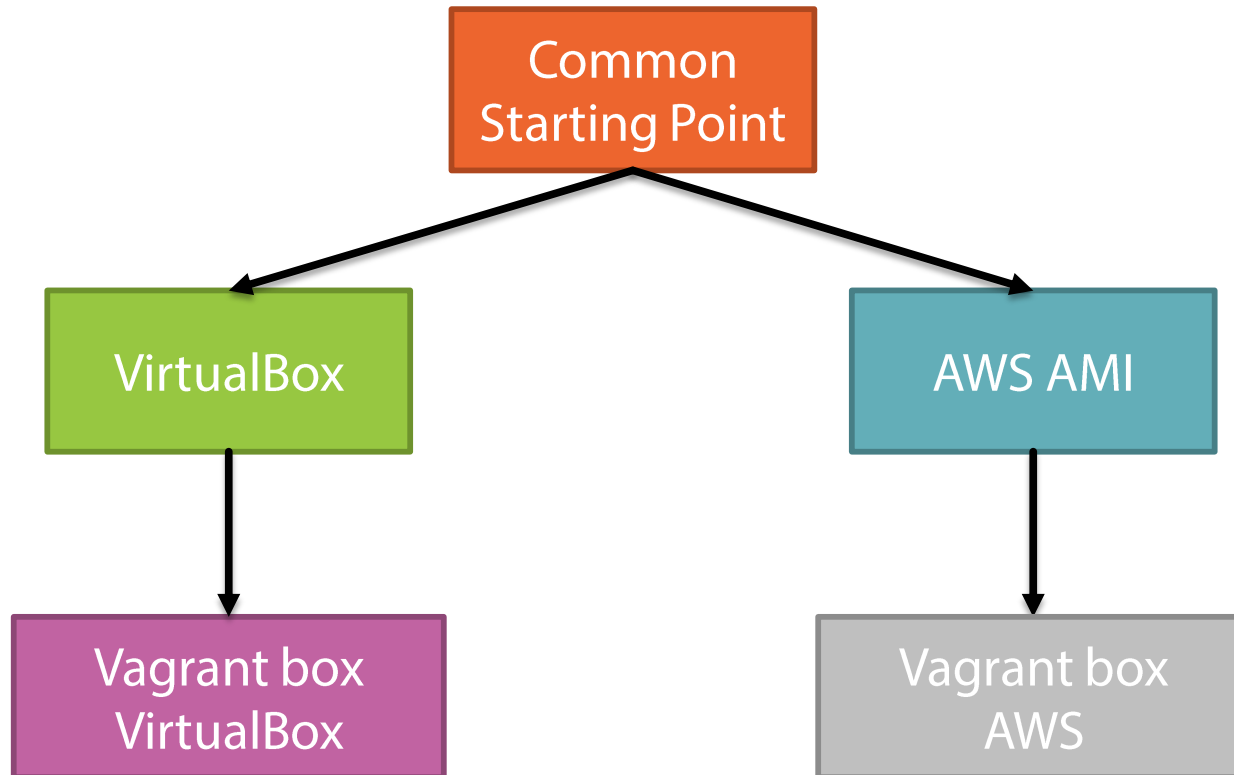 Common
Starting Point
VirtualBox
AWS AMI
Vagrant box
VirtualBox
Vagrant box
AWS